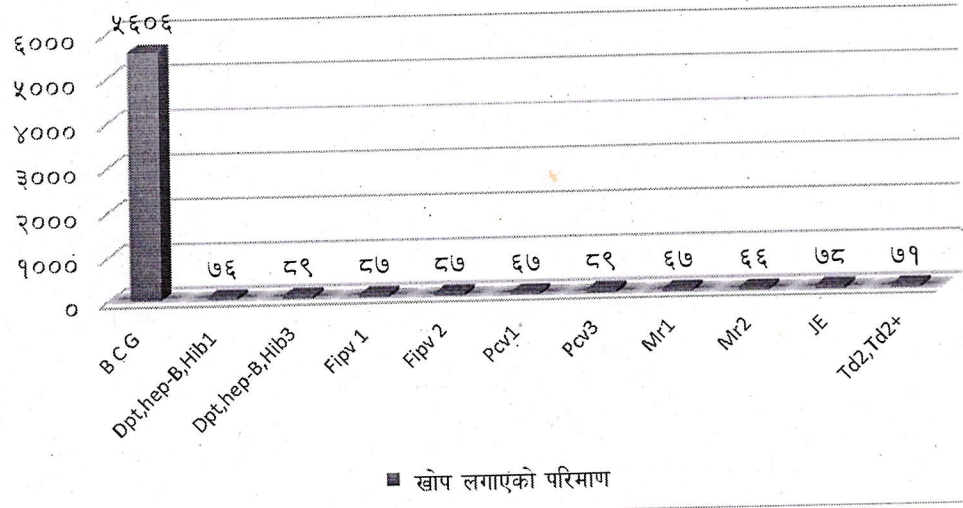 ५६०६
६०००
५०००
४०००
३०००
२०००
१०००
०
७६ ८९ ८७ ८७ ६७ ८९ ६७ ६६ ७८ ७१
B C G
Dpt,hep-B,Hib1
Dpt,hep-B,Hib3
Fipv 1
Fipv 2
Pcv1
Pcv3
Mr1
Mr2
JE
Td2,Td2+
खोप लगाएको परिमाण